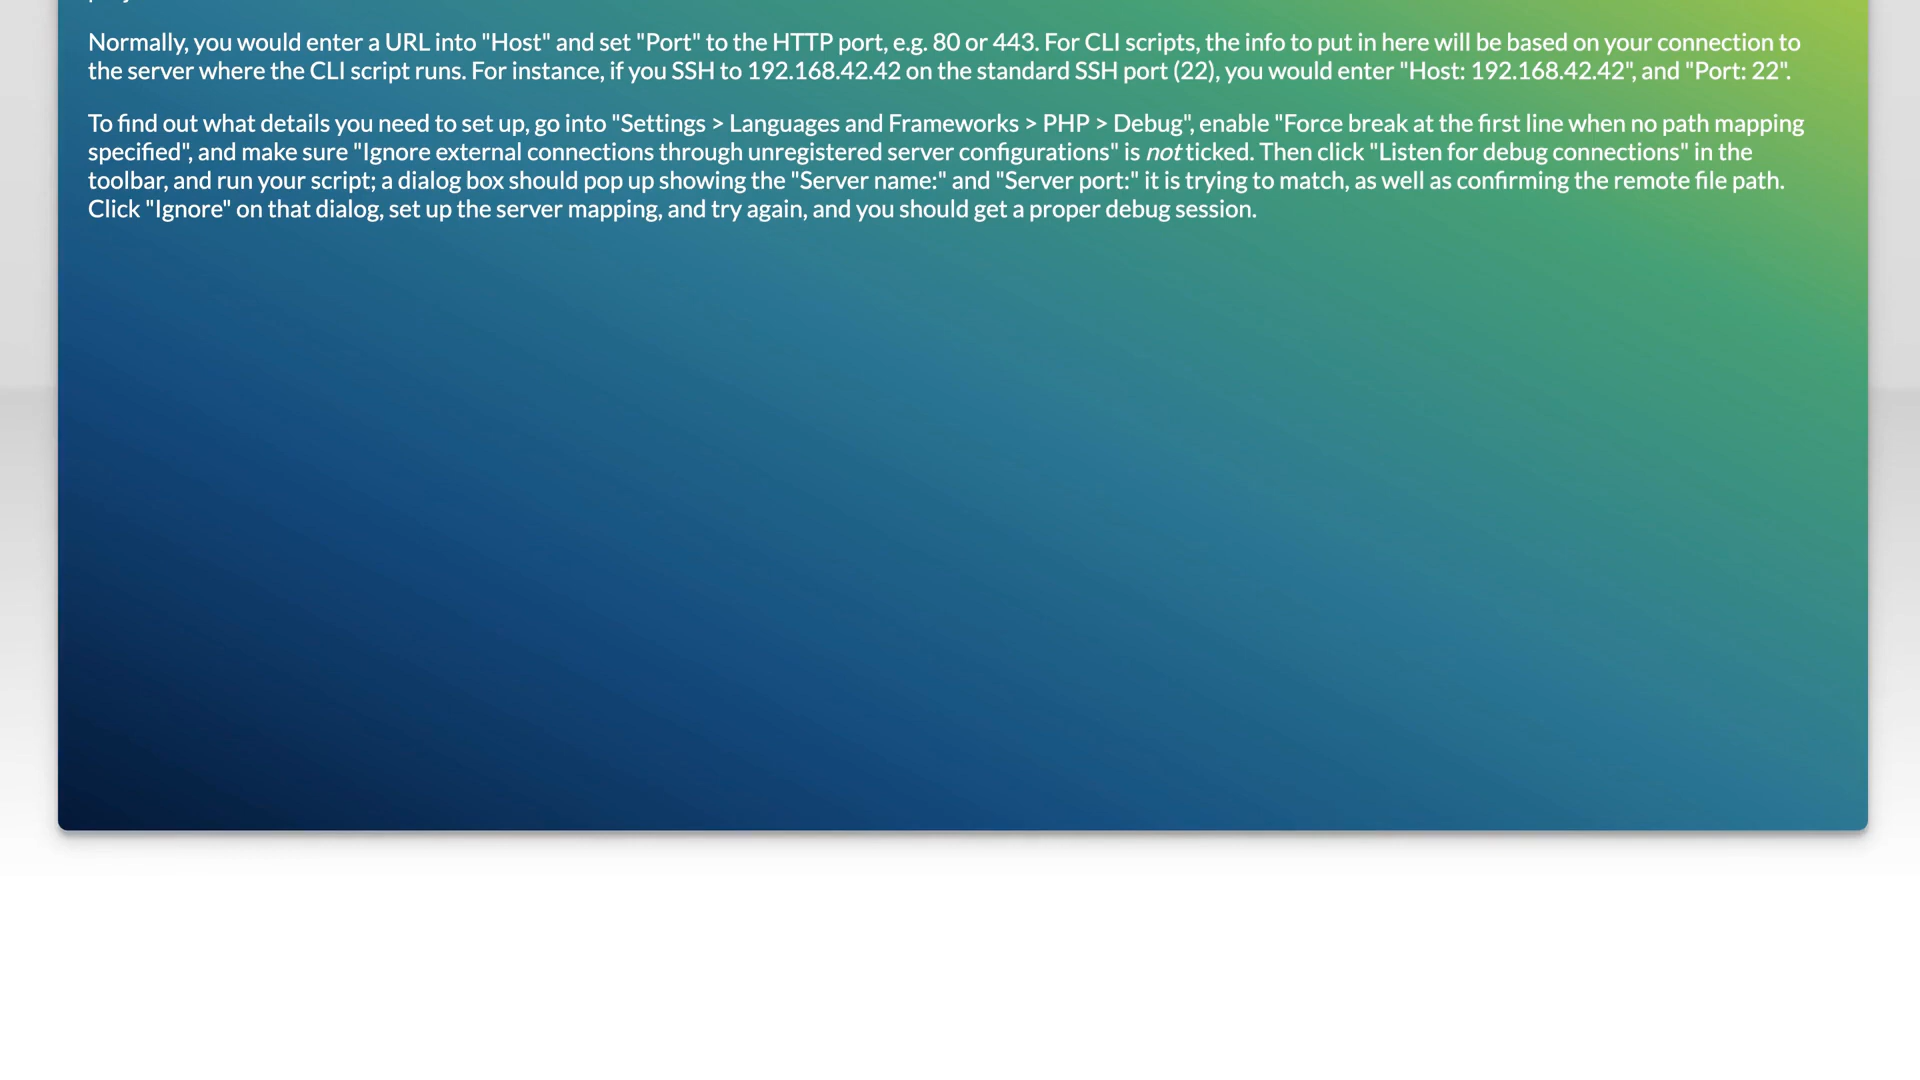 Normally, you would enter a URL into "Host" and set "Port" to the HTTP port, e.g. 80 or 443. For CLI scripts, the info to put in here will be based on your connection to
the server where the CLI script runs. For instance, if you SSH to 192.168.42.42 on the standard SSH port (22), you would enter "Host: 192.168.42.42", and "Port: 22".
To find out what details you need to set up, go into "Settings > Languages and Frameworks > PHP > Debug", enable "Force break at the first line when no path mapping
specified", and make sure "Ignore external connections through unregistered server configurations" is not ticked. Then click "Listen for debug connections" in the
toolbar, and run your script; a dialog box should pop up showing the "Server name:" and "Server port:" it is trying to match, as well as confirming the remote file path.
Click "Ignore" on that dialog, set up the server mapping, and try again, and you should get a proper debug session.